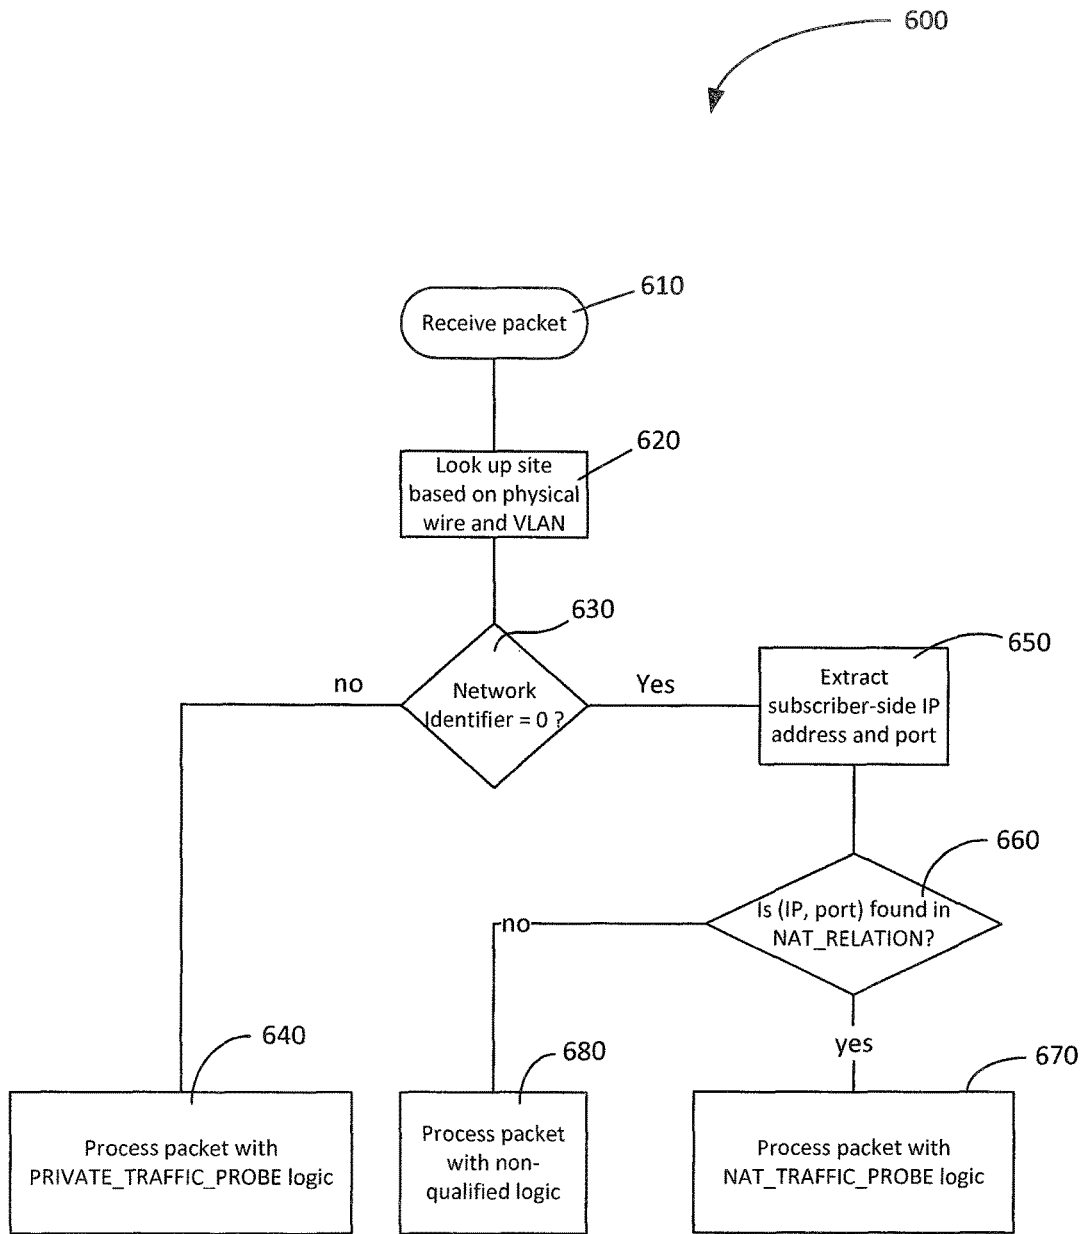 600
610
Receive packet
620
Look up site
based on physical
wire and VLAN
630
Network
Identifier = 0 ?
no
Yes
650
Extract
subscriber-side IP
address and port
660
Is (IP, port) found in
NAT_RELATION?
no
yes
640
Process packet with
PRIVATE_TRAFFIC_PROBE logic
680
Process packet
with non-
qualified logic
670
Process packet with
NAT_TRAFFIC_PROBE logic